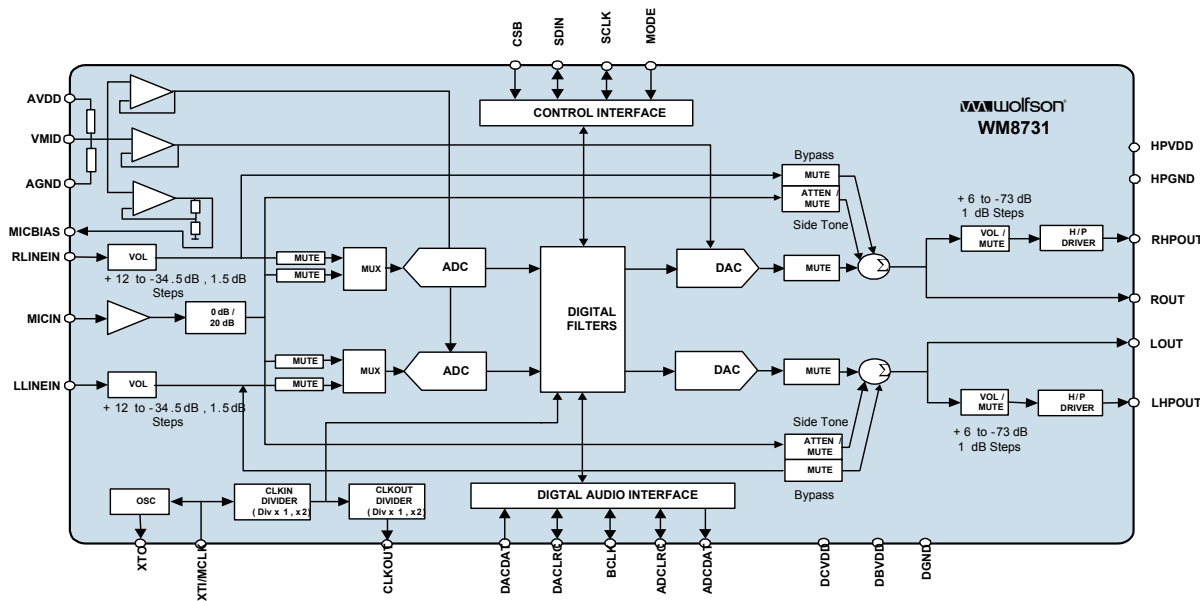 CSB
SDIN
SCLK
MODE
AVDD
VMID
AGND
MICBIAS
RLINEIN
MICIN
LLINEIN
CONTROL INTERFACE
wolfson®
WM8731
HPVDD
HPGND
RHPOUT
ROUT
LOUT
LHPOUT
Bypass
MUTE
ATTEN /
MUTE
Side Tone
+ 6 to -73 dB
1 dB Steps
VOL /
MUTE
H/P
DRIVER
VOL
+ 12 to -34.5 dB , 1.5 dB
Steps
MUTE
MUTE
MUX
ADC
DIGITAL
FILTERS
DAC
MUTE
Σ
0 dB /
20 dB
MUTE
MUTE
MUX
ADC
DAC
MUTE
Σ
VOL
+ 12 to -34.5 dB , 1.5 dB
Steps
VOL /
MUTE
H/P
DRIVER
+ 6 to -73 dB
1 dB Steps
Side Tone
ATTEN /
MUTE
MUTE
Bypass
OSC
CLKIN
DIVIDER
( Div x 1 , x2 )
CLKOUT
DIVIDER
( Div x 1 , x2 )
DIGTAL AUDIO INTERFACE
XTO
XTI/MCLK
CLKOUT
DACDAT
DACLRC
BCLK
ADCLRC
ADCDAT
DCVDD
DBVDD
DGND